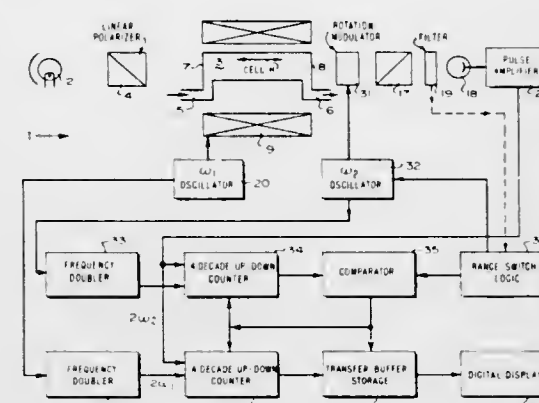 LINEAR
POLARIZER
ROTATION
MODULATOR
FILTER
PULSE
AMPLIFIER
CELL
ω₁
OSCILLATOR
ω₂
OSCILLATOR
FREQUENCY
DOUBLER
4 DECADE UP-DOWN
COUNTER
COMPARATOR
RANGE SWITCH
LOGIC
FREQUENCY
DOUBLER
4 DECADE UP-DOWN
COUNTER
TRANSFER BUFFER
STORAGE
DIGITAL DISPLAY
2
4
7
3
8
5
6
9
31
17
19
18
20
32
33
34
35
2ω₂
2ω₁